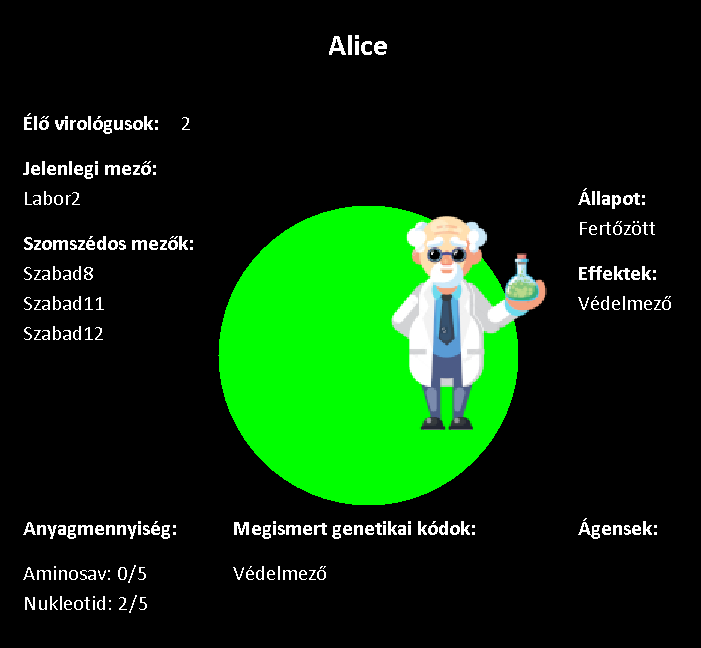 Alice
Élő virológusok: 2
Jelenlegi mező:
Labor2
Szomszédos mezők:
Szabad8
Szabad11
Szabad12
Állapot:
Fertőzött
Effektek:
Védelmező
Anyagmennyiség:
Aminosav: 0/5
Nukleotid: 2/5
Megismert genetikai kódok:
Védelmező
Ágensek: